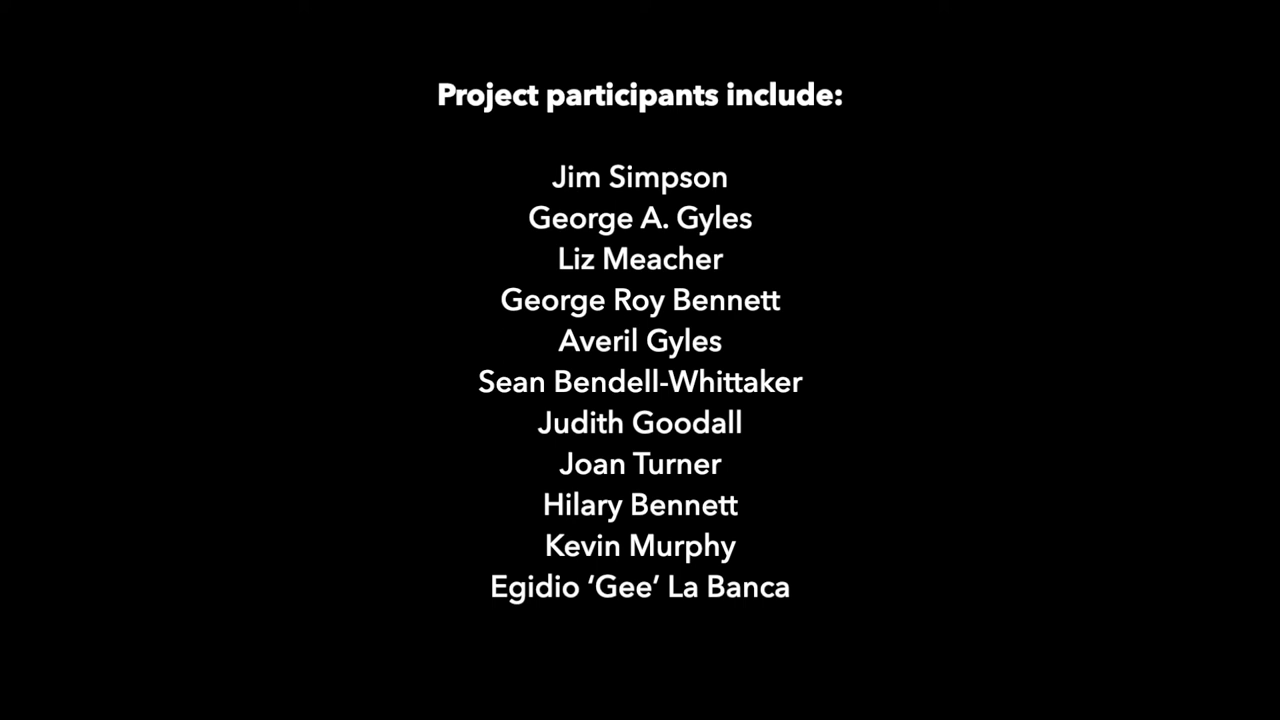 Project participants include:
Jim Simpson
George A. Gyles
Liz Meacher
George Roy Bennett
Averil Gyles
Sean Bendell-Whittaker
Judith Goodall
Joan Turner
Hilary Bennett
Kevin Murphy
Egidio ‘Gee’ La Banca